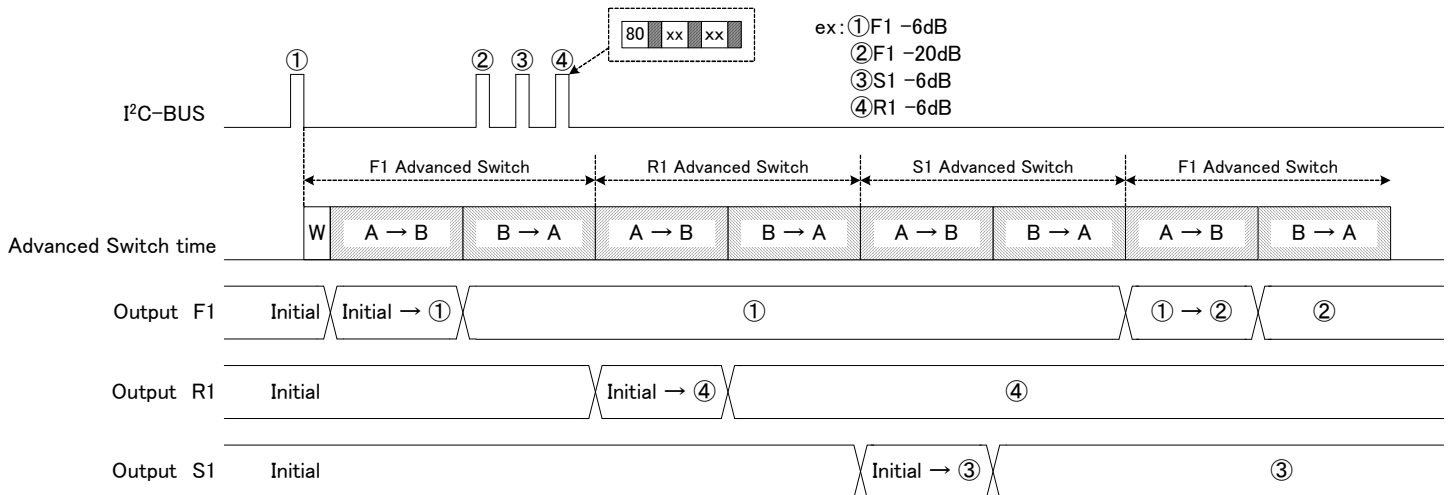 80 xx xx
ex:①F1 -6dB
②F1 -20dB
③S1 -6dB
④R1 -6dB
① ② ③ ④
I²C-BUS
F1 Advanced Switch R1 Advanced Switch S1 Advanced Switch F1 Advanced Switch
Advanced Switch time W A → B B → A A → B B → A A → B B → A A → B B → A
Output F1 Initial Initial → ① ① ① → ② ②
Output R1 Initial Initial → ④ ④
Output S1 Initial Initial → ③ ③